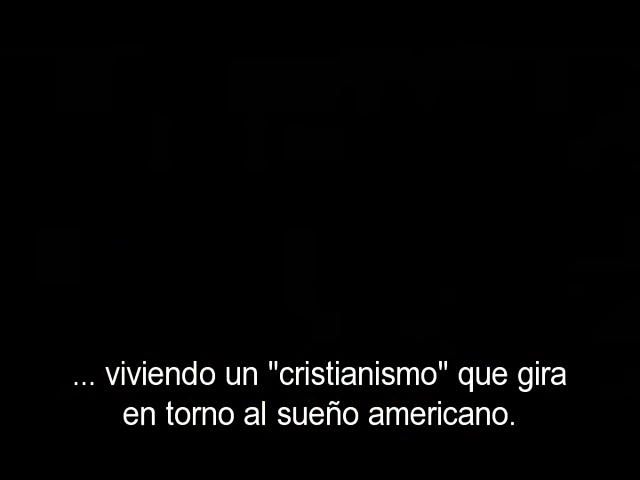 ... viviendo un "cristianismo" que gira
en torno al sueño americano.